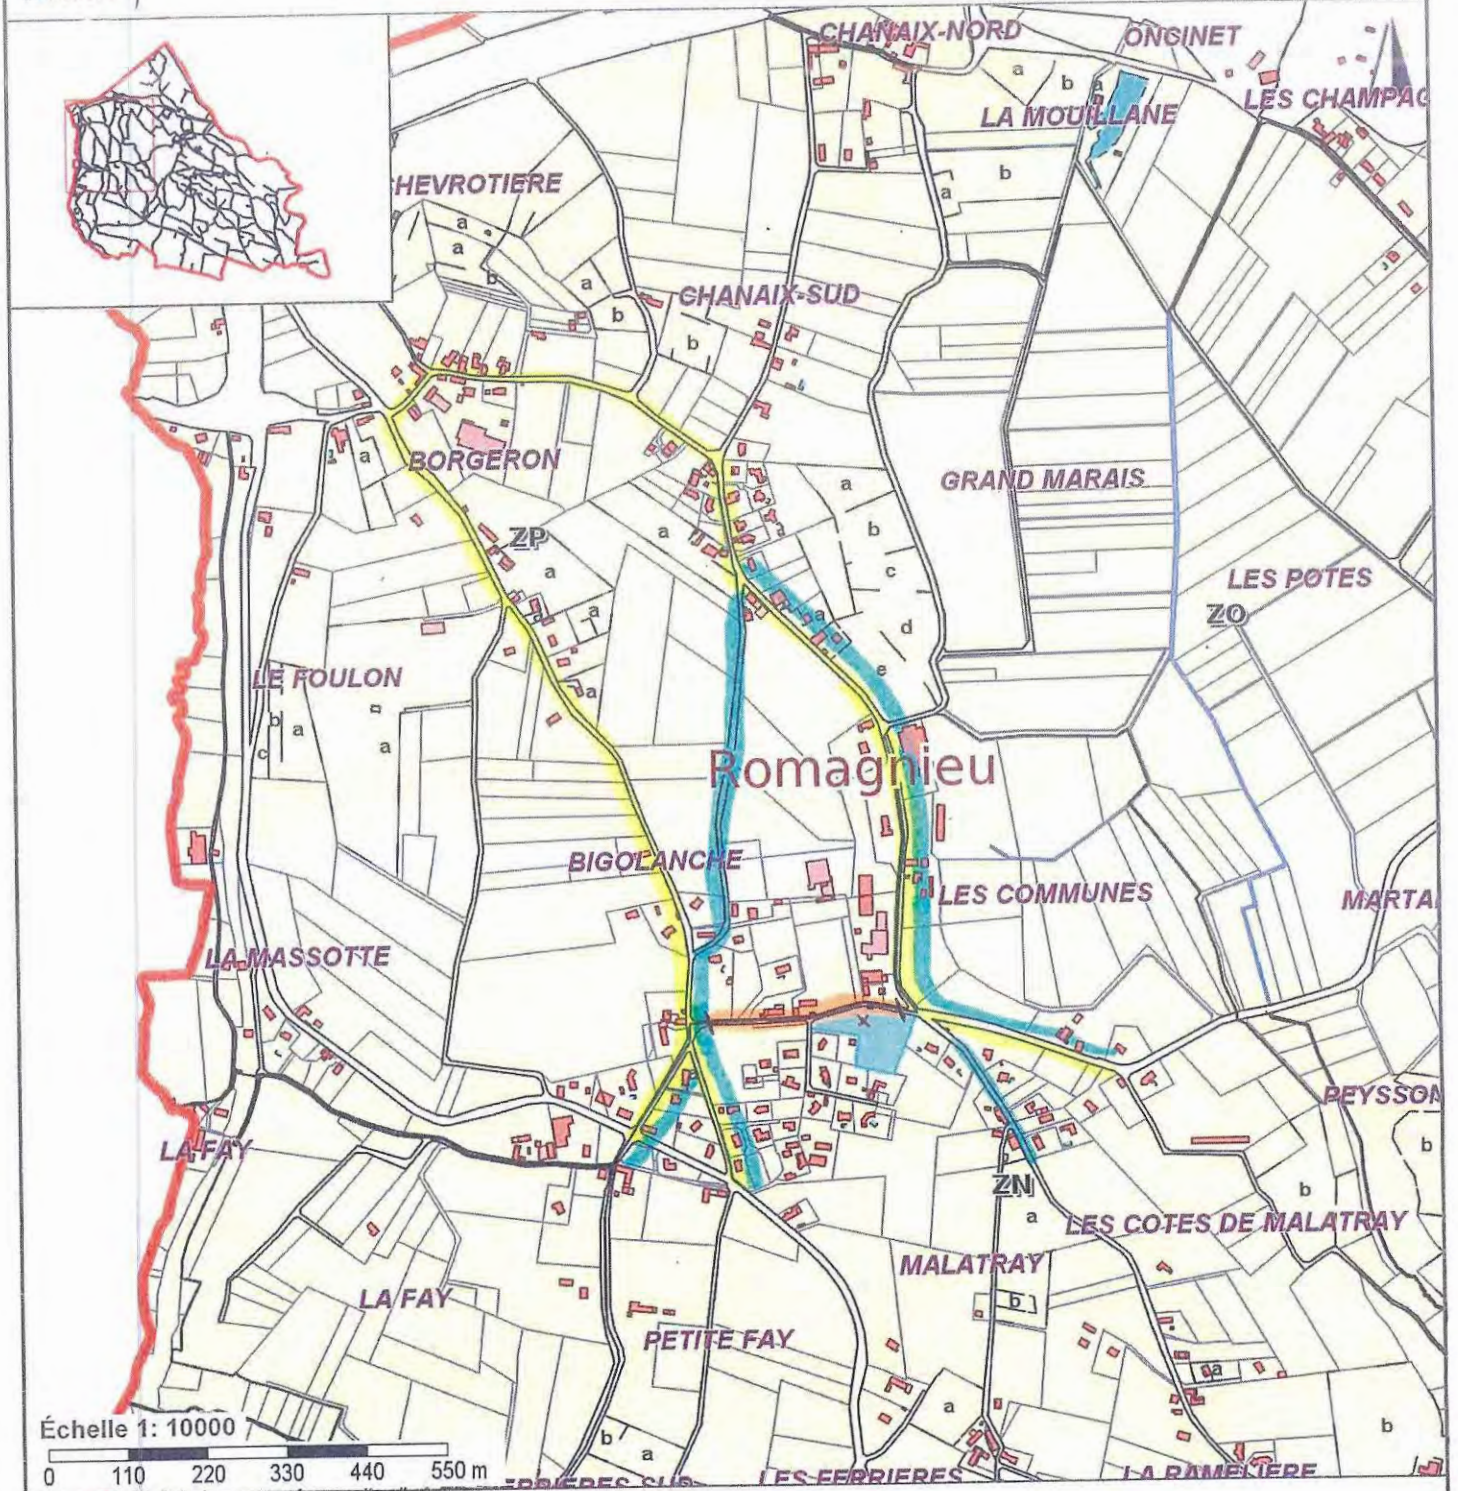 CHANAIX-NORD
ONCINET
a
b
a
LA MOUILLANE
LES CHAMPAG
HEVROTIERE
b
a
a
a
b
a
b
CHANAIX-SUD
b
BORGERON
a
GRAND MARAIS
a
b
ZP
a
a
c
LES POTES
ZO
a
a
d
e
LE FOULON
a
b
a
c
a
Romagnieu
BIGOLANCHE
LES COMMUNES
MARTA
LA MASSOTTE
x
PEYSSON
LA FAY
b
ZN
b
a
LES COTES DE MALATRAY
MALATRAY
LA FAY
b
PETITE FAY
a
a
b
Échelle 1: 10000
b
a
0 110 220 330 440 550 m
ERRIERES SUD
LES FERRIERES
LA RAMELIERE